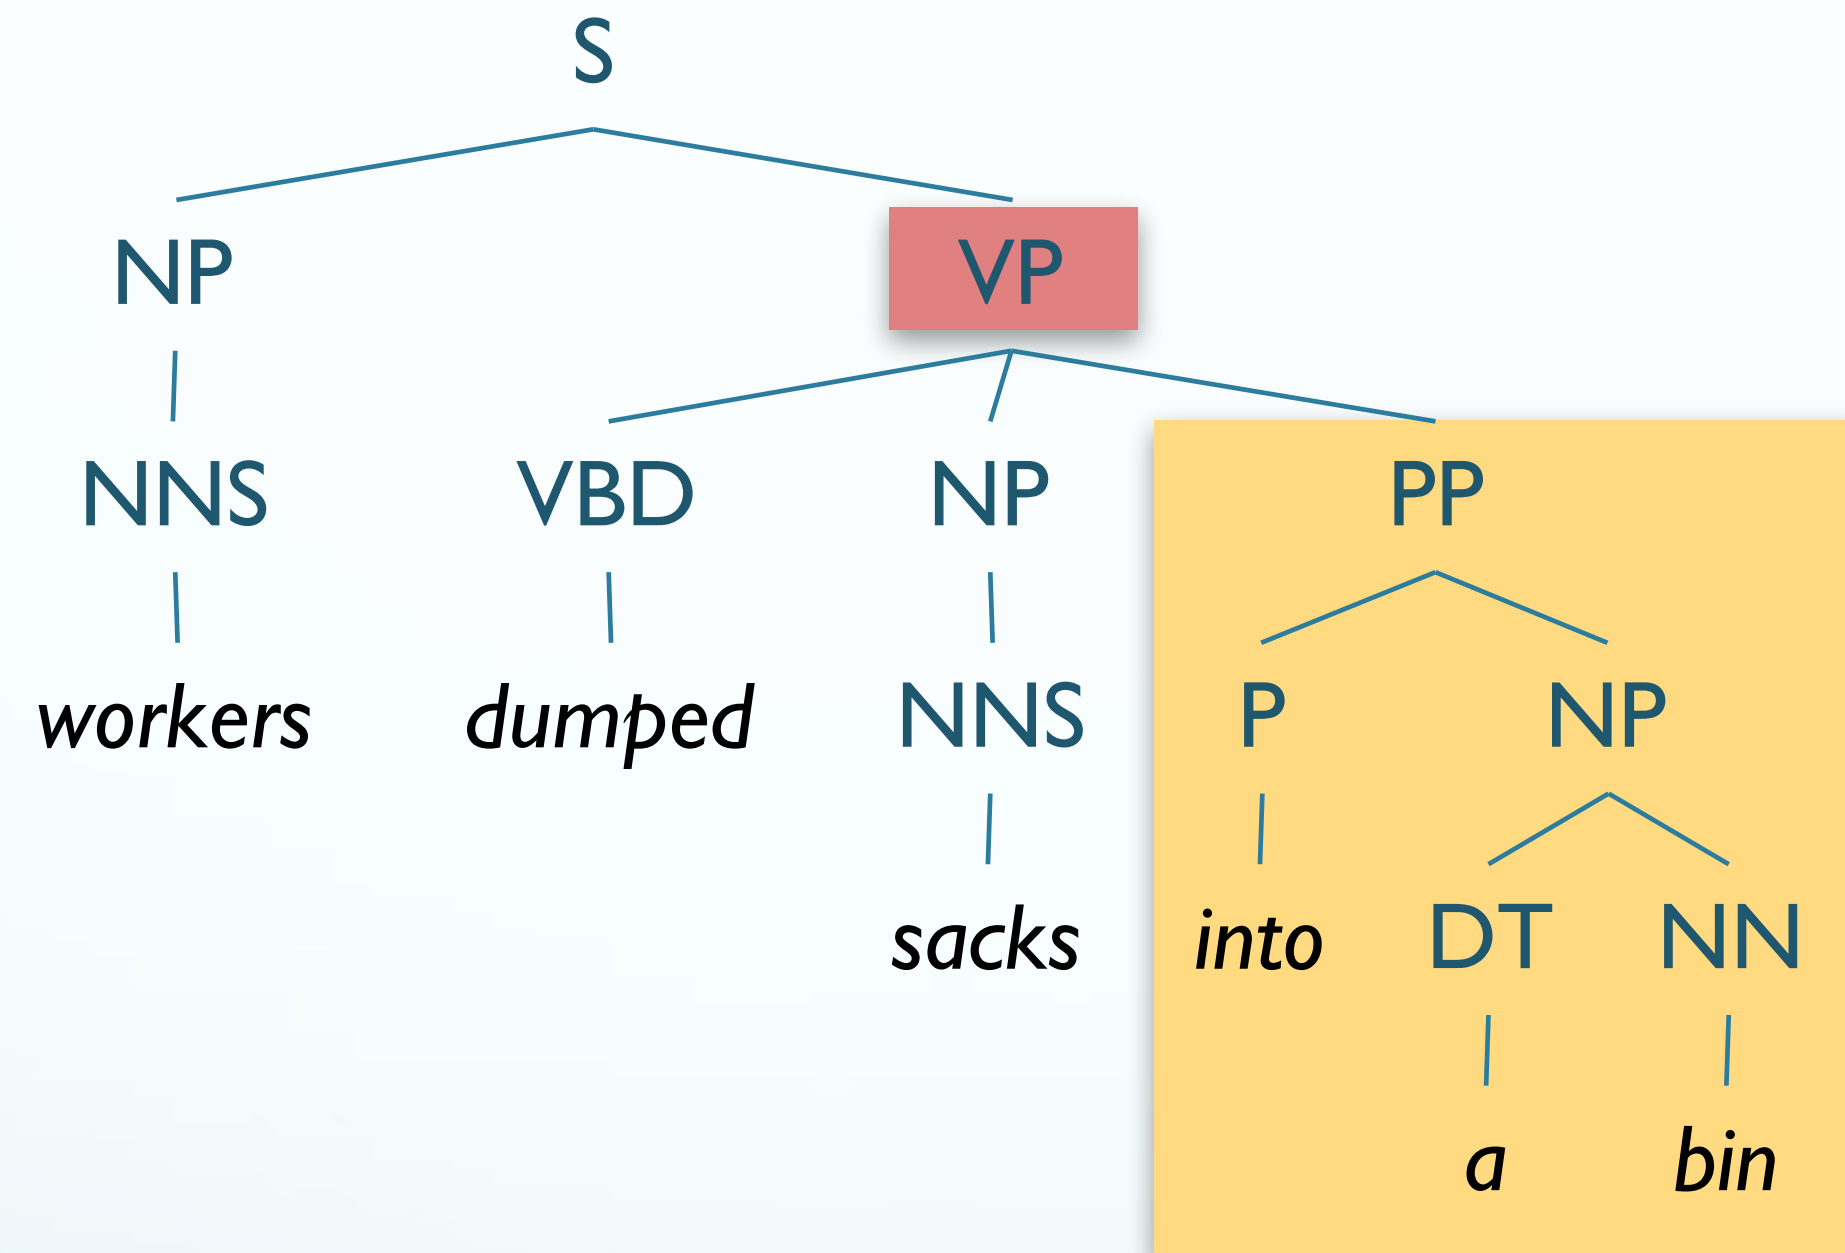 S
NP VP
NNS VBD NP PP
workers dumped NNS P NP
sacks into DT NN
a bin